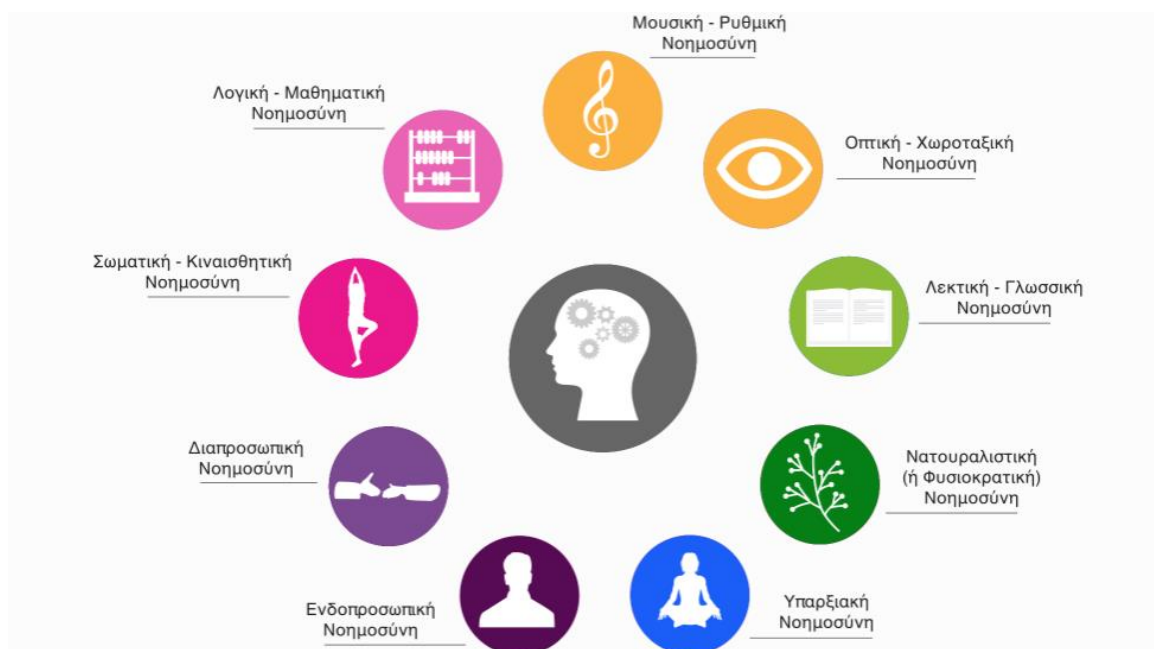 Μουσική - Ρυθμική
Νοημοσύνη
Λογική - Μαθηματική
Νοημοσύνη
Οπτική - Χωροταξική
Νοημοσύνη
Σωματική - Κιναισθητική
Νοημοσύνη
Λεκτική - Γλωσσική
Νοημοσύνη
Διαπροσωπική
Νοημοσύνη
Νατουραλιστική
(ή Φυσιοκρατική)
Νοημοσύνη
Ενδοπροσωπική
Νοημοσύνη
Υπαρξιακή
Νοημοσύνη